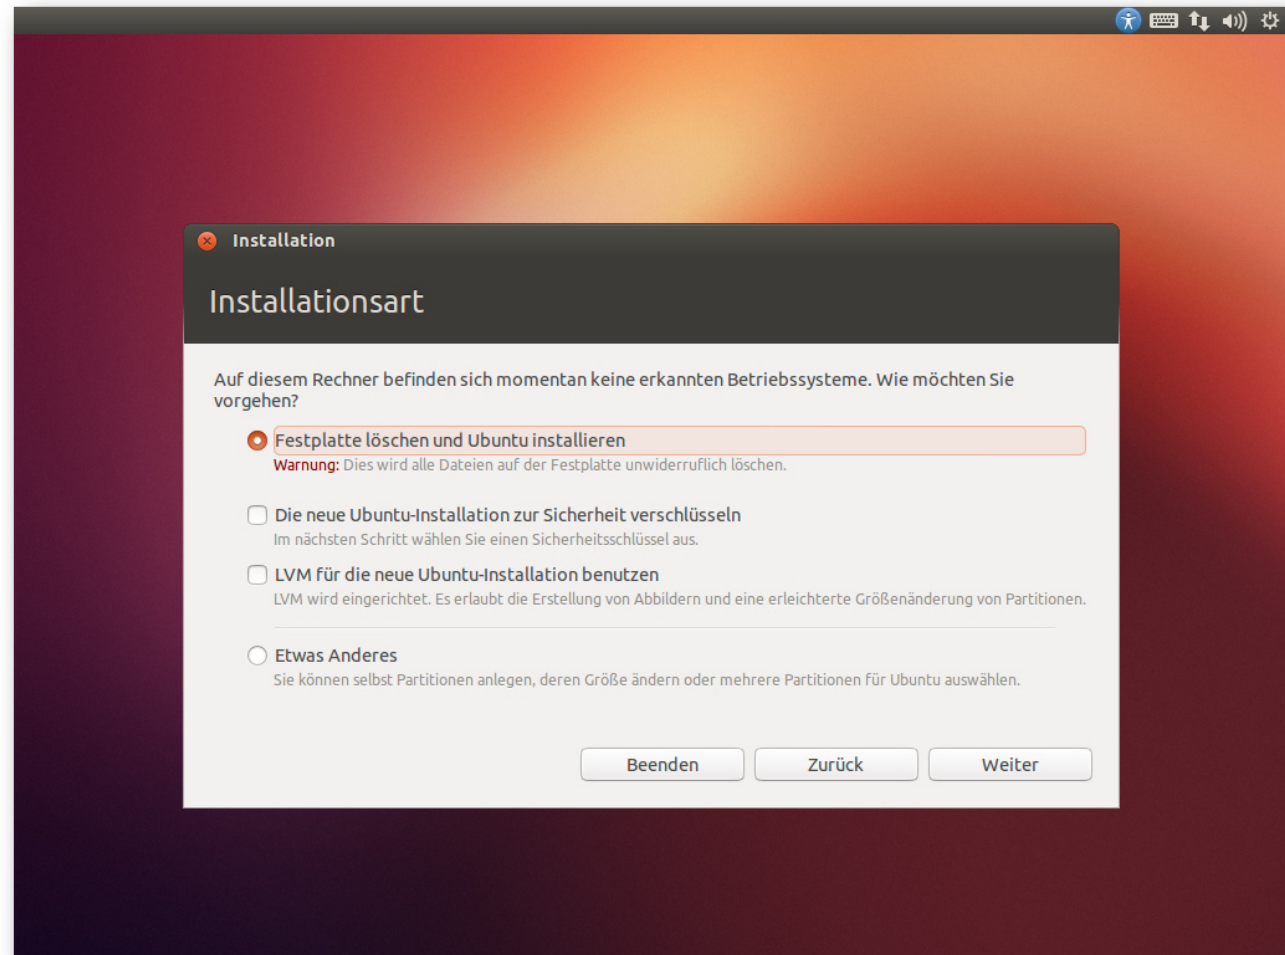 Installation
Installationsart
Auf diesem Rechner befinden sich momentan keine erkannten Betriebssysteme. Wie möchten Sie
vorgehen?
Festplatte löschen und Ubuntu installieren
Warnung: Dies wird alle Dateien auf der Festplatte unwiderruflich löschen.
Die neue Ubuntu-Installation zur Sicherheit verschlüsseln
Im nächsten Schritt wählen Sie einen Sicherheitsschlüssel aus.
LVM für die neue Ubuntu-Installation benutzen
LVM wird eingerichtet. Es erlaubt die Erstellung von Abbildern und eine erleichterte Größenänderung von Partitionen.
Etwas Anderes
Sie können selbst Partitionen anlegen, deren Größe ändern oder mehrere Partitionen für Ubuntu auswählen.
Beenden Zurück Weiter